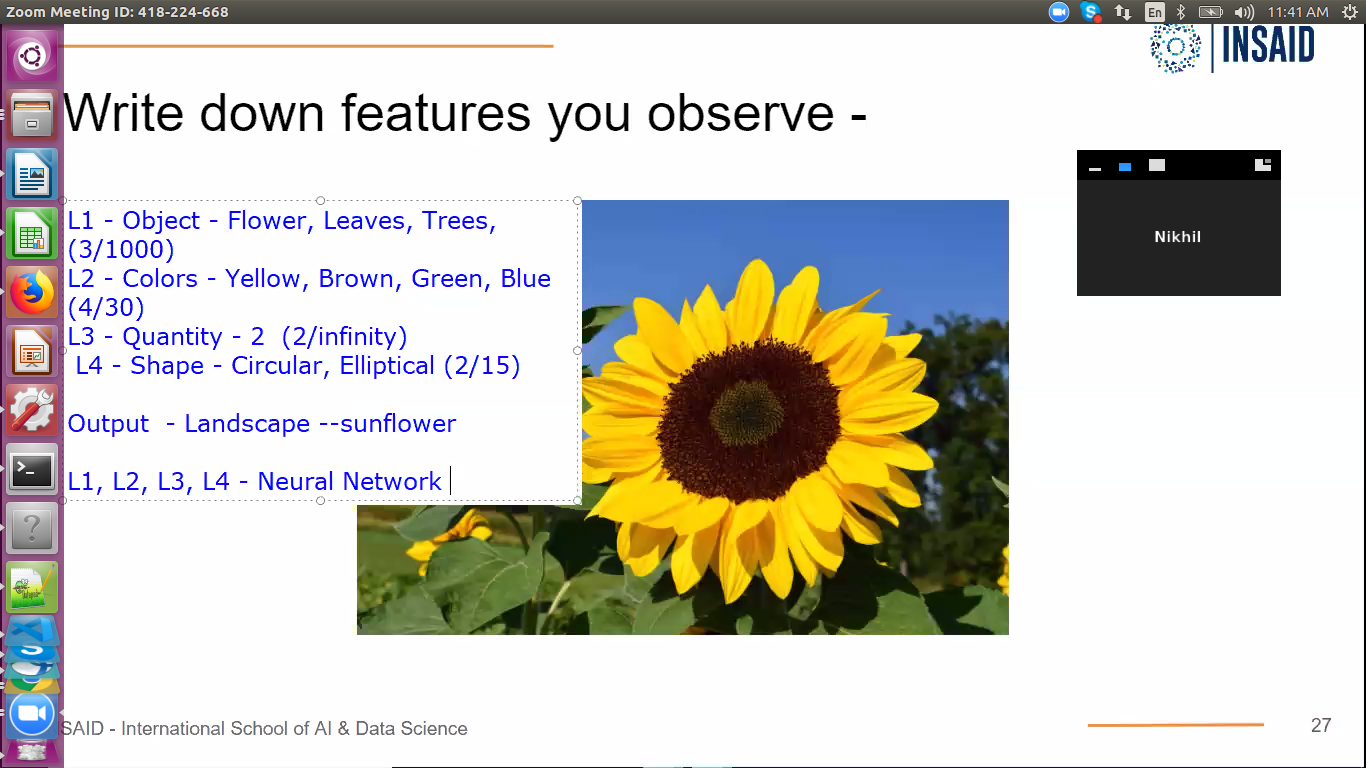 Zoom Meeting ID: 418-224-668
En
11:41 AM
INSAID
Write down features you observe -
L1 - Object - Flower, Leaves, Trees,
(3/1000)
L2 - Colors - Yellow, Brown, Green, Blue
(4/30)
L3 - Quantity - 2 (2/infinity)
L4 - Shape - Circular, Elliptical (2/15)
Output - Landscape --sunflower
L1, L2, L3, L4 - Neural Network
Nikhil
SAID - International School of AI & Data Science
27